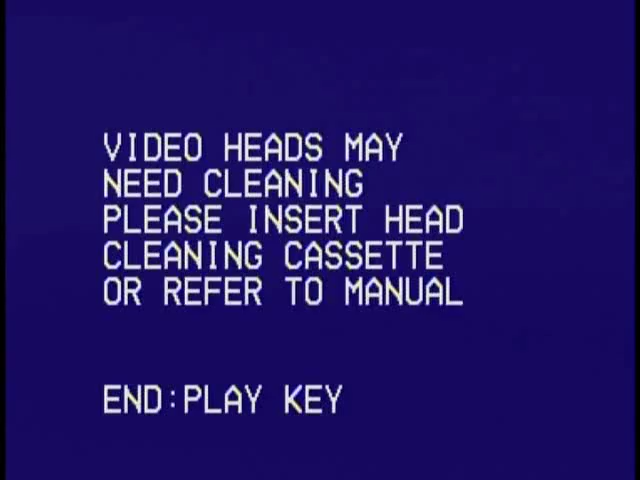 VIDEO HEADS MAY
NEED CLEANING
PLEASE INSERT HEAD
CLEANING CASSETTE
OR REFER TO MANUAL
END:PLAY KEY